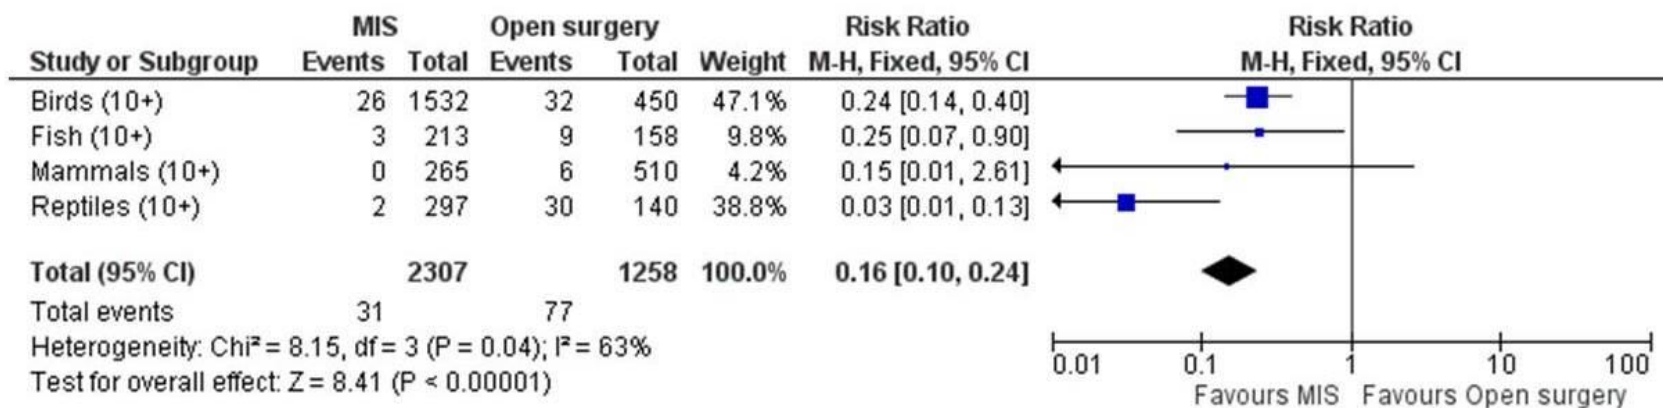 MIS Open surgery Risk Ratio Risk Ratio
Study or Subgroup Events Total Events Total Weight M-H, Fixed, 95% CI M-H, Fixed, 95% CI
Birds (10+) 26 1532 32 450 47.1% 0.24 [0.14, 0.40]
Fish (10+) 3 213 9 158 9.8% 0.25 [0.07, 0.90]
Mammals (10+) 0 265 6 510 4.2% 0.15 [0.01, 2.61]
Reptiles (10+) 2 297 30 140 38.8% 0.03 [0.01, 0.13]
Total (95% CI) 2307 1258 100.0% 0.16 [0.10, 0.24]
Total events 31 77
Heterogeneity: Chi² = 8.15, df = 3 (P = 0.04); I² = 63%
Test for overall effect: Z = 8.41 (P < 0.00001)
0.01 0.1 1 10 100
Favours MIS Favours Open surgery